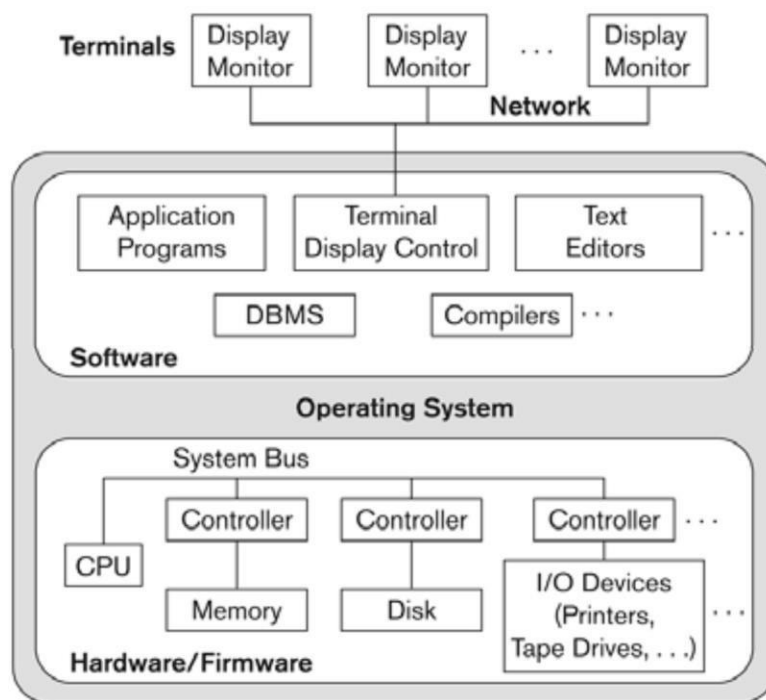 Terminals
Display
Monitor
Display
Monitor
...
Display
Monitor
Network
Application
Programs
Terminal
Display Control
Text
Editors
...
DBMS
Compilers
...
Software
Operating System
System Bus
Controller
Controller
Controller
...
CPU
Memory
Disk
I/O Devices
(Printers,
Tape Drives, . . .)
...
Hardware/Firmware